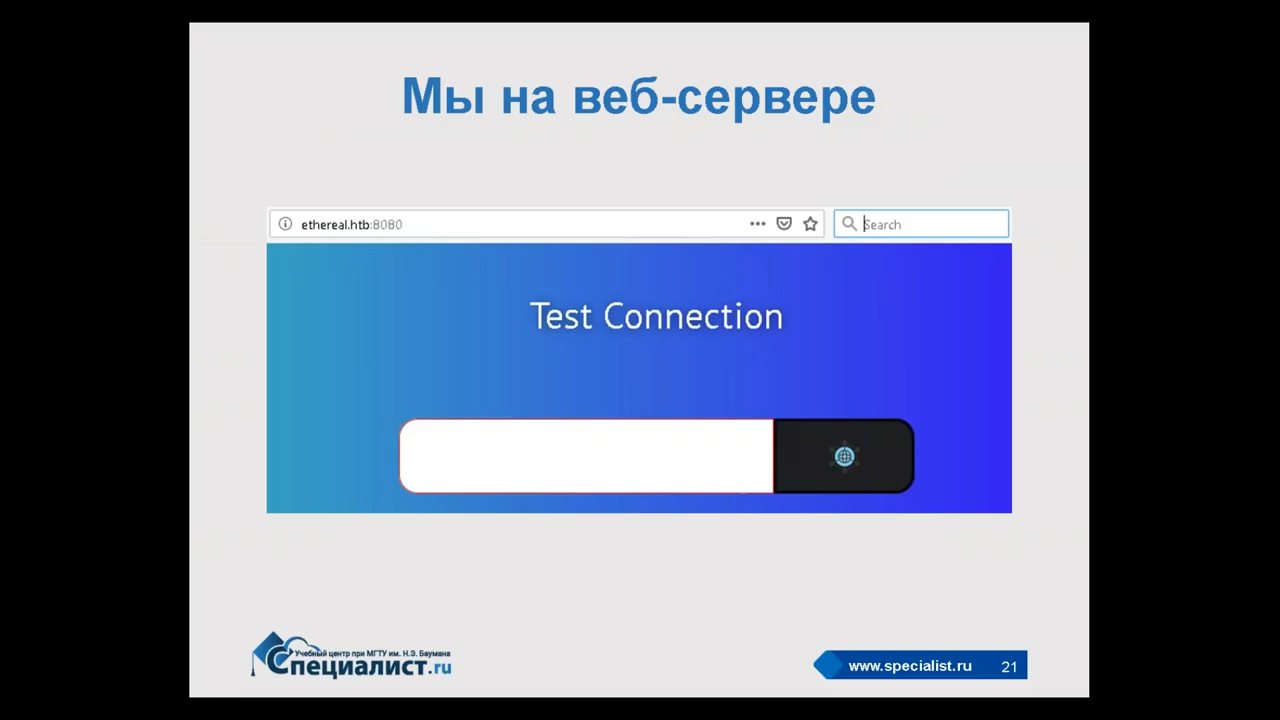 Мы на веб-сервере
ethereal.htb:8080
Search
Test Connection
Учебный центр при МГТУ им. Н.Э. Баумана
Специалист.ru
www.specialist.ru 21